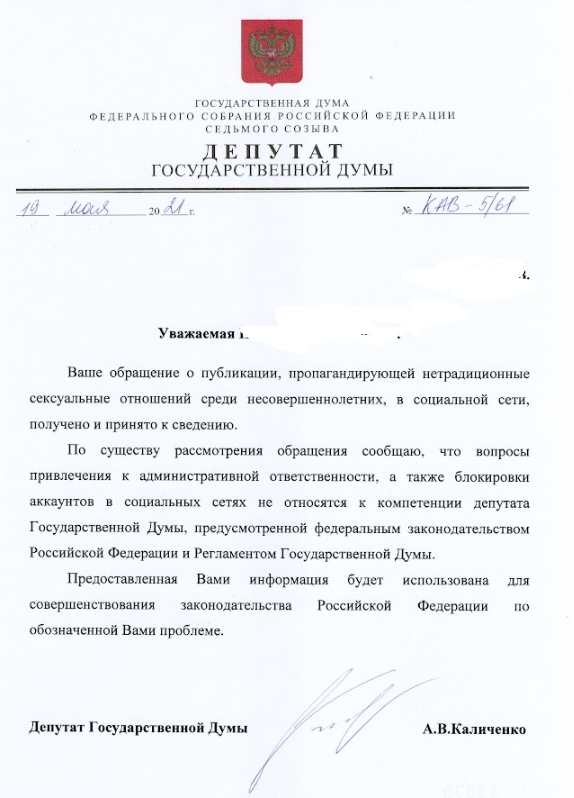 ГОСУДАРСТВЕННАЯ ДУМА
ФЕДЕРАЛЬНОГО СОБРАНИЯ РОССИЙСКОЙ ФЕДЕРАЦИИ
СЕДЬМОГО СОЗЫВА
ДЕПУТАТ
ГОСУДАРСТВЕННОЙ ДУМЫ
19 мая 2021 г. № КАВ-5/61
Уважаемая
Ваше обращение о публикации, пропагандирующей нетрадиционные
сексуальные отношений среди несовершеннолетних, в социальной сети,
получено и принято к сведению.
По существу рассмотрения обращения сообщаю, что вопросы
привлечения к административной ответственности, а также блокировки
аккаунтов в социальных сетях не относятся к компетенции депутата
Государственной Думы, предусмотренной федеральным законодательством
Российской Федерации и Регламентом Государственной Думы.
Предоставленная Вами информация будет использована для
совершенствования законодательства Российской Федерации по
обозначенной Вами проблеме.
Депутат Государственной Думы А.В.Каличенко